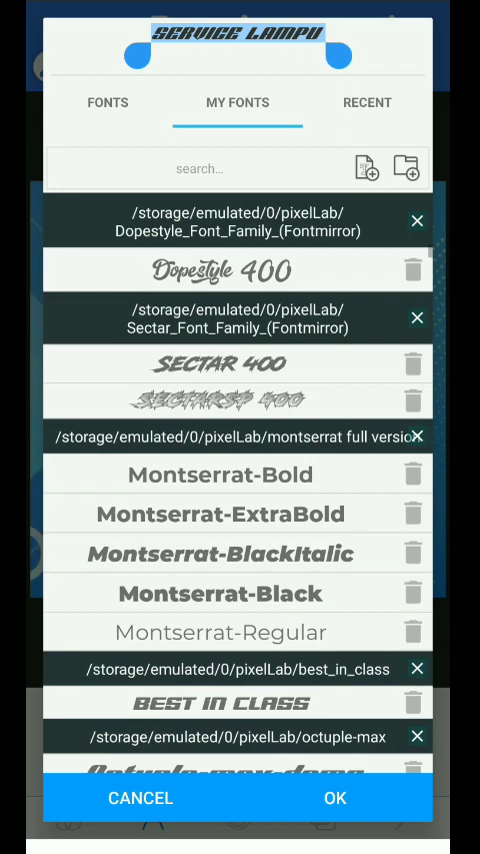 SERVICE LAMPU
FONTS
MY FONTS
RECENT
search...
/storage/emulated/0/pixelLab/
Dopestyle_Font_Family_(Fontmirror)
Dopestyle 400
/storage/emulated/0/pixelLab/
Sectar_Font_Family_(Fontmirror)
SECTAR 400
SECTARSP 400
/storage/emulated/0/pixelLab/montserrat full versio
Montserrat-Bold
Montserrat-ExtraBold
Montserrat-BlackItalic
Montserrat-Black
Montserrat-Regular
/storage/emulated/0/pixelLab/best_in_class
BEST IN CLASS
/storage/emulated/0/pixelLab/octuple-max
Octuple-max-demo
CANCEL
OK